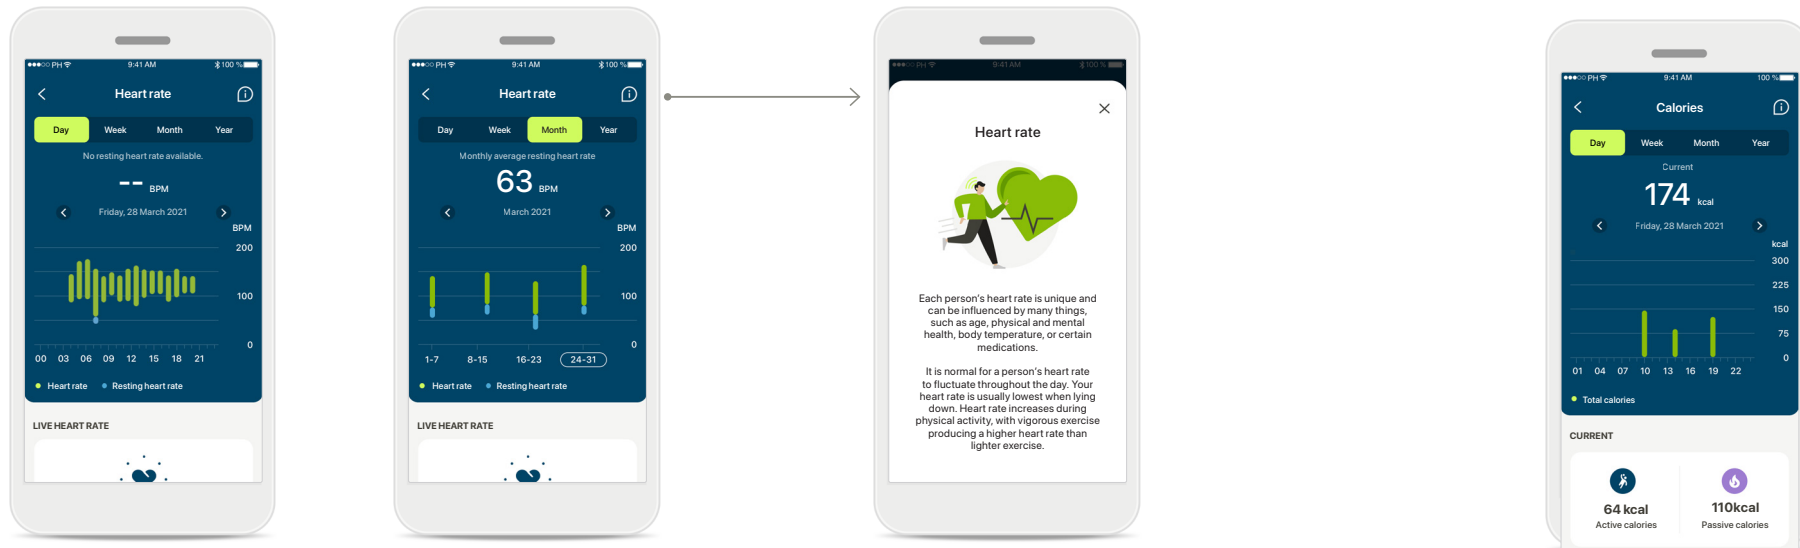 PH 9:41 AM 100 %
Heart rate
Day Week Month Year
No resting heart rate available.
-- BPM
Friday, 28 March 2021
BPM
200
100
0
00 03 06 09 12 15 18 21
Heart rate Resting heart rate
LIVE HEART RATE
PH 9:41 AM 100 %
Heart rate
Day Week Month Year
Monthly average resting heart rate
63 BPM
March 2021
BPM
200
100
0
1-7 8-15 16-23 24-31
Heart rate Resting heart rate
LIVE HEART RATE
PH 9:41 AM 100 %
Heart rate
Each person's heart rate is unique and
can be influenced by many things,
such as age, physical and mental
health, body temperature, or certain
medications.
It is normal for a person's heart rate
to fluctuate throughout the day. Your
heart rate is usually lowest when lying
down. Heart rate increases during
physical activity, with vigorous exercise
producing a higher heart rate than
lighter exercise.
PH 9:41 AM 100 %
Calories
Day Week Month Year
Current
174 kcal
Friday, 28 March 2021
kcal
300
225
150
75
0
01 04 07 10 13 16 19 22
Total calories
CURRENT
64 kcal 110kcal
Active calories Passive calories